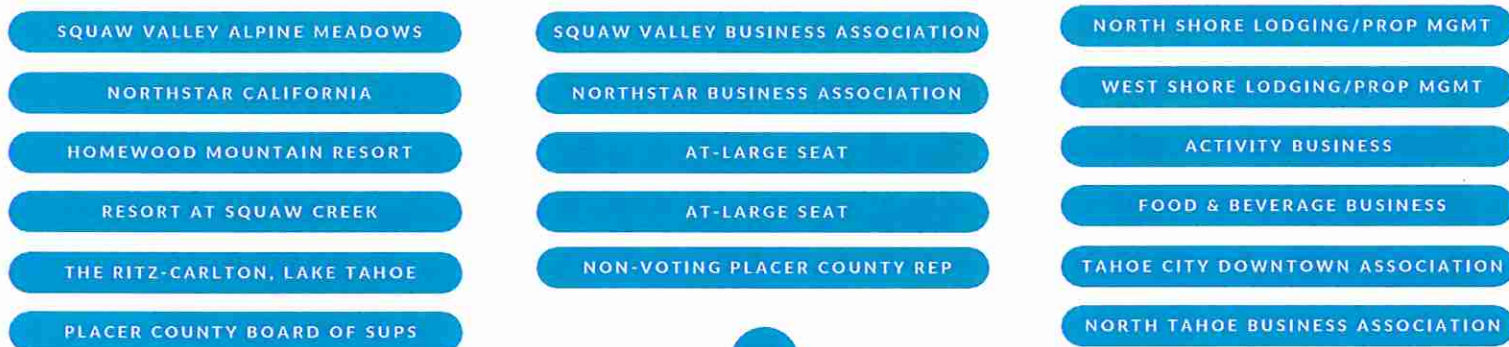 SQUAW VALLEY ALPINE MEADOWS
NORTHSTAR CALIFORNIA
HOMEWOOD MOUNTAIN RESORT
RESORT AT SQUAW CREEK
THE RITZ-CARLTON, LAKE TAHOE
PLACER COUNTY BOARD OF SUPS
SQUAW VALLEY BUSINESS ASSOCIATION
NORTHSTAR BUSINESS ASSOCIATION
AT-LARGE SEAT
AT-LARGE SEAT
NON-VOTING PLACER COUNTY REP
NORTH SHORE LODGING/PROP MGMT
WEST SHORE LODGING/PROP MGMT
ACTIVITY BUSINESS
FOOD & BEVERAGE BUSINESS
TAHOE CITY DOWNTOWN ASSOCIATION
NORTH TAHOE BUSINESS ASSOCIATION